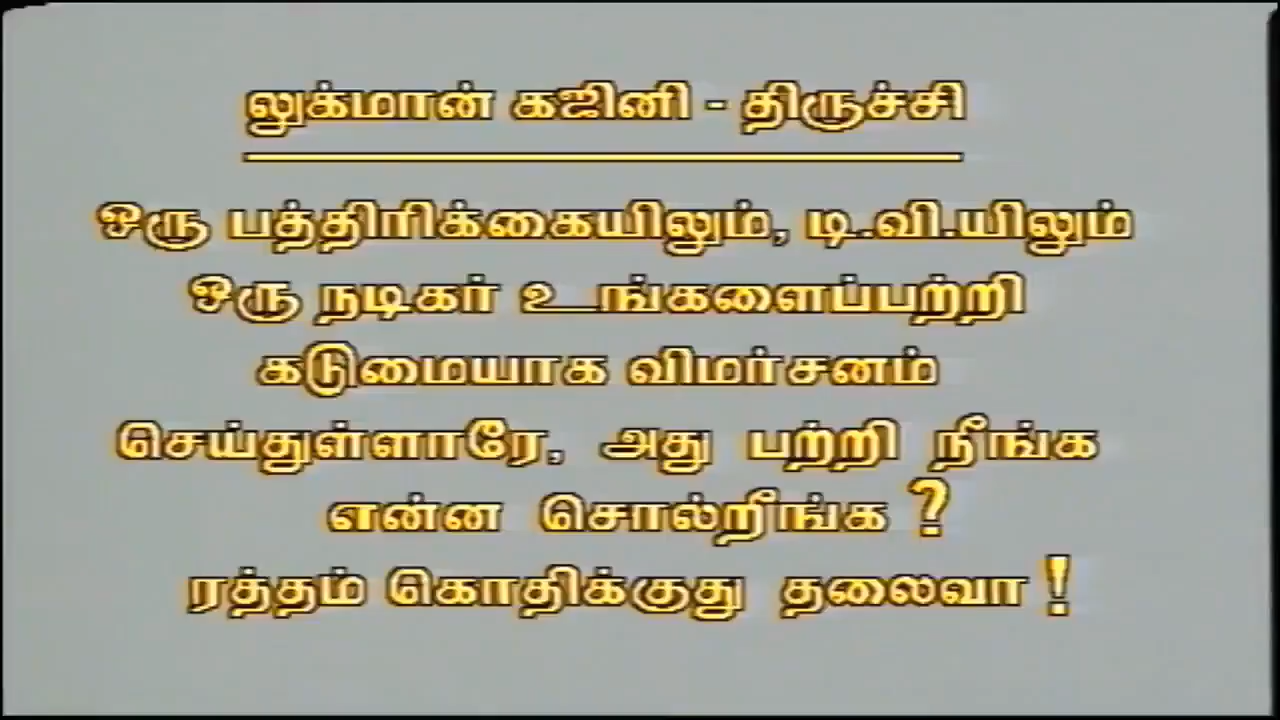 லுக்மான் கஜினி - திருச்சி
ஒரு பத்திரிக்கையிலும், டி.வி.யிலும்
ஒரு நடிகர் உங்களைப்பற்றி
கடுமையாக விமர்சனம்
செய்துள்ளாரே, அது பற்றி நீங்க
என்ன சொல்றீங்க ?
ரத்தம் கொதிக்குது தலைவா !